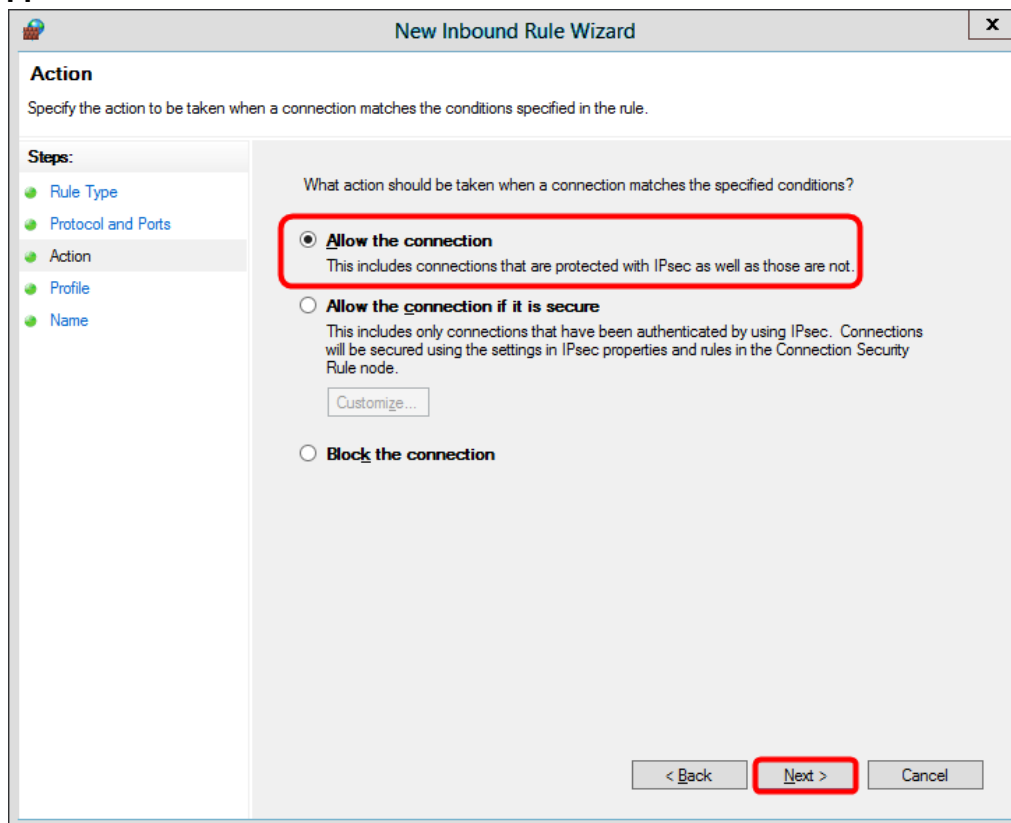 New Inbound Rule Wizard
x
Action
Specify the action to be taken when a connection matches the conditions specified in the rule.
Steps:
Rule Type
Protocol and Ports
Action
Profile
Name
What action should be taken when a connection matches the specified conditions?
Allow the connection
This includes connections that are protected with IPsec as well as those are not.
Allow the connection if it is secure
This includes only connections that have been authenticated by using IPsec. Connections
will be secured using the settings in IPsec properties and rules in the Connection Security
Rule node.
Customize...
Block the connection
< Back
Next >
Cancel